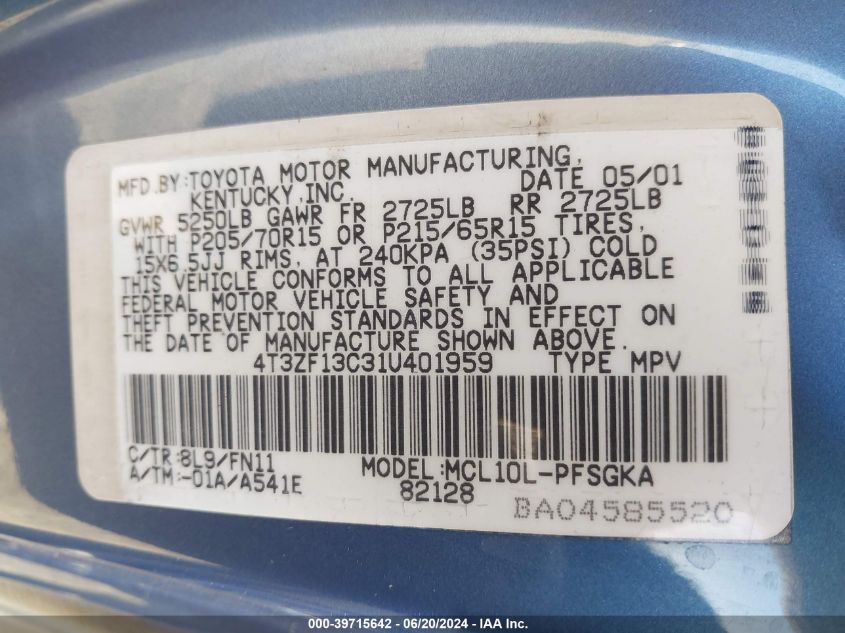 MFD.BY:TOYOTA MOTOR MANUFACTURING,
KENTUCKY,INC. DATE 05/01
GVWR 5250LB GAWR FR 2725LB RR 2725LB
WITH P205/70R15 OR P215/65R15 TIRES,
15X6.5JJ RIMS, AT 240KPA (35PSI) COLD
THIS VEHICLE CONFORMS TO ALL APPLICABLE
FEDERAL MOTOR VEHICLE SAFETY AND
THEFT PREVENTION STANDARDS IN EFFECT ON
THE DATE OF MANUFACTURE SHOWN ABOVE.
4T3ZF13C31U401959 TYPE MPV
C/TR:8L9/FN11 MODEL:MCL10L-PFSGKA
A/TM:-01A/A541E 82128
BA04585520
000-39715642 - 06/20/2024 - IAA Inc.